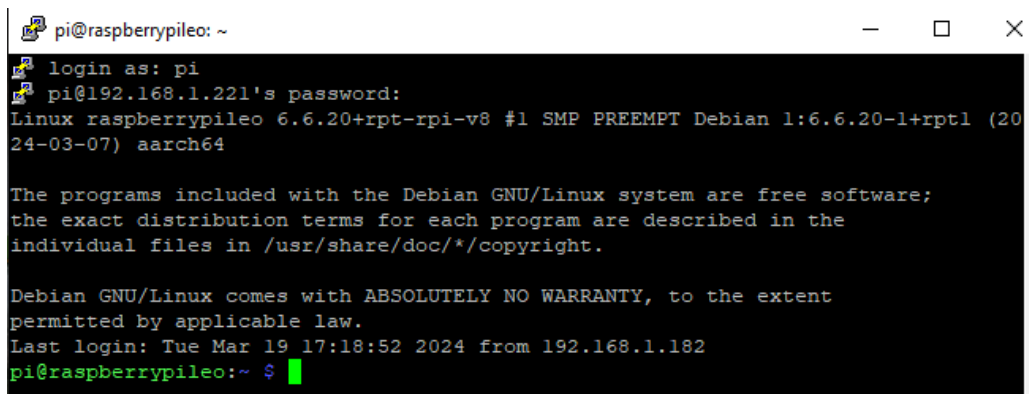 pi@raspberrypileo: ~
login as: pi
pi@192.168.1.221's password:
Linux raspberrypileo 6.6.20+rpt-rpi-v8 #1 SMP PREEMPT Debian 1:6.6.20-1+rpt1 (20
24-03-07) aarch64
The programs included with the Debian GNU/Linux system are free software;
the exact distribution terms for each program are described in the
individual files in /usr/share/doc/*/copyright.
Debian GNU/Linux comes with ABSOLUTELY NO WARRANTY, to the extent
permitted by applicable law.
Last login: Tue Mar 19 17:18:52 2024 from 192.168.1.182
pi@raspberrypileo:~ $